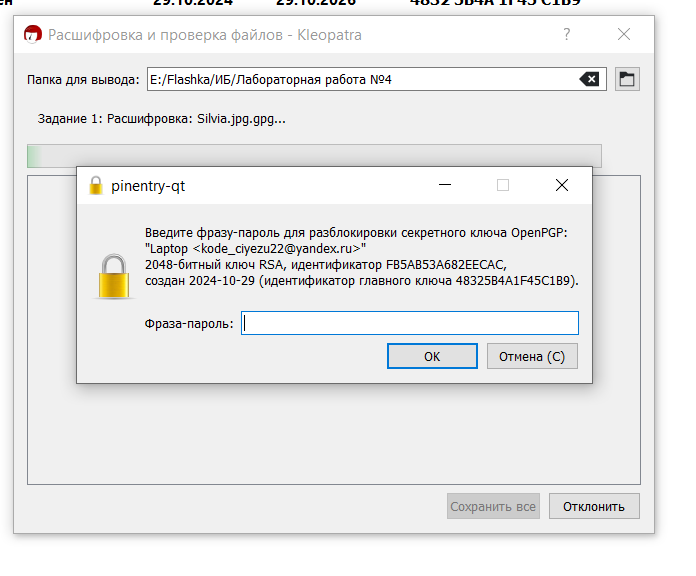 29.10.2024 29.10.2026 4832 5B4A 1F45 C1B9
Расшифровка и проверка файлов - Kleopatra
Папка для вывода: E:/Flashka/ИБ/Лабораторная работа №4
Задание 1: Расшифровка: Silvia.jpg.gpg...
pinentry-qt
Введите фразу-пароль для разблокировки секретного ключа OpenPGP:
"Laptop <kode_ciyezu22@yandex.ru>"
2048-битный ключ RSA, идентификатор FB5AB53A682EECAC,
создан 2024-10-29 (идентификатор главного ключа 48325B4A1F45C1B9).
Фраза-пароль:
OK Отмена (C)
Сохранить все Отклонить